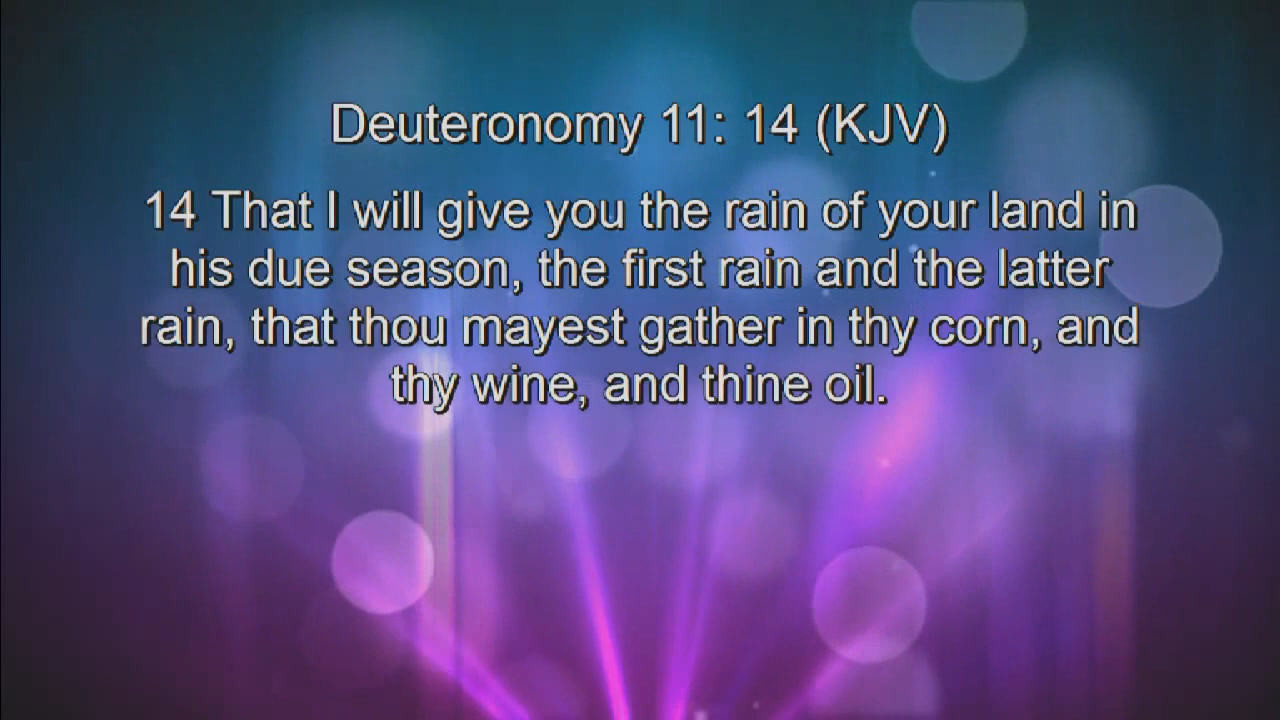 Deuteronomy 11: 14 (KJV)
14 That I will give you the rain of your land in
his due season, the first rain and the latter
rain, that thou mayest gather in thy corn, and
thy wine, and thine oil.